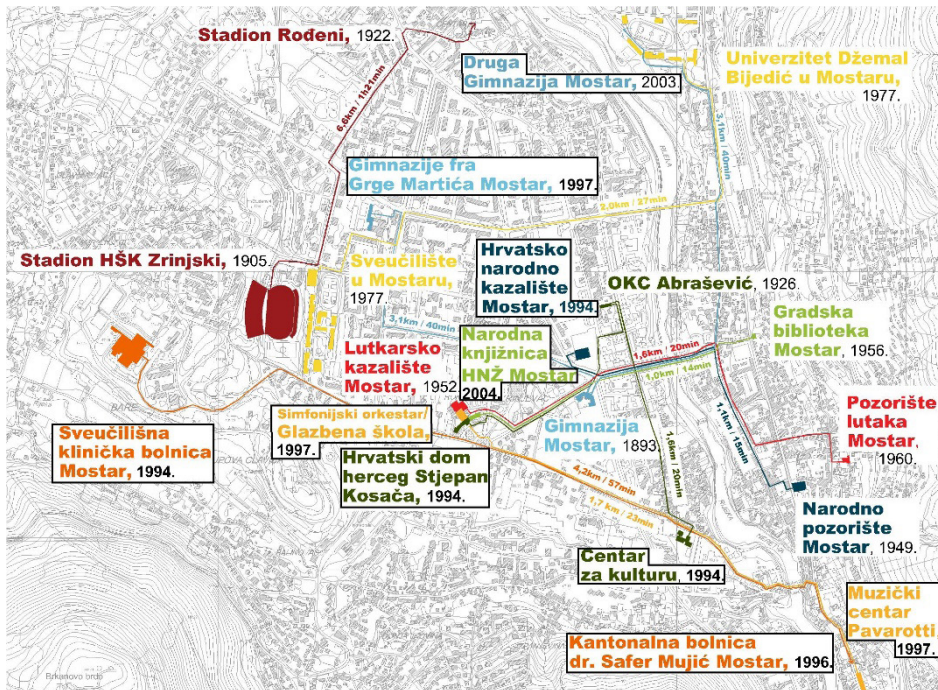 Stadion Rođeni, 1922.
6,6km / 1h21min
Druga
Gimnazija Mostar, 2003.
Univerzitet Džemal
Bijedić u Mostaru,
1977.
3,1km / 40min
Gimnazije fra
Grge Martića Mostar, 1997.
2,0km / 27min
Stadion HŠK Zrinjski, 1905.
Sveučilište
u Mostaru,
1977.
Hrvatsko
narodno
kazalište
Mostar, 1994.
OKC Abrašević, 1926.
3,1km / 40min
Gradska
biblioteka
Mostar, 1956.
Narodna
knjižnica
HNŽ Mostar
2004.
1,6km / 20min
1,0km / 14min
Lutkarsko
kazalište
Mostar, 1952.
BARE
Simfonijski orkestar/
Glazbena škola,
1997.
Gimnazija
Mostar, 1893.
1,1km / 15min
Pozorište
lutaka
Mostar,
1960.
Sveučilišna
klinička bolnica
Mostar, 1994.
Hrvatski dom
herceg Stjepan
Kosača, 1994.
1,6km / 20min
4,2km / 57min
1,7 km / 23min
Narodno
pozorište
Mostar, 1949.
Centar
za kulturu, 1994.
Muzički
centar
Pavarotti,
1997.
Kantonalna bolnica
dr. Safer Mujić Mostar, 1996.
Brkanovo brdo